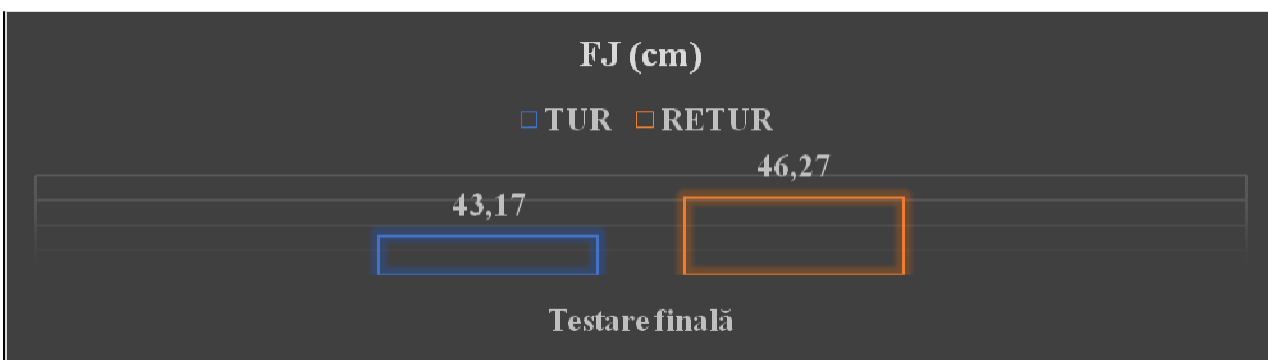 FJ (cm)
TUR RETUR
46,27
43,17
Testare finală